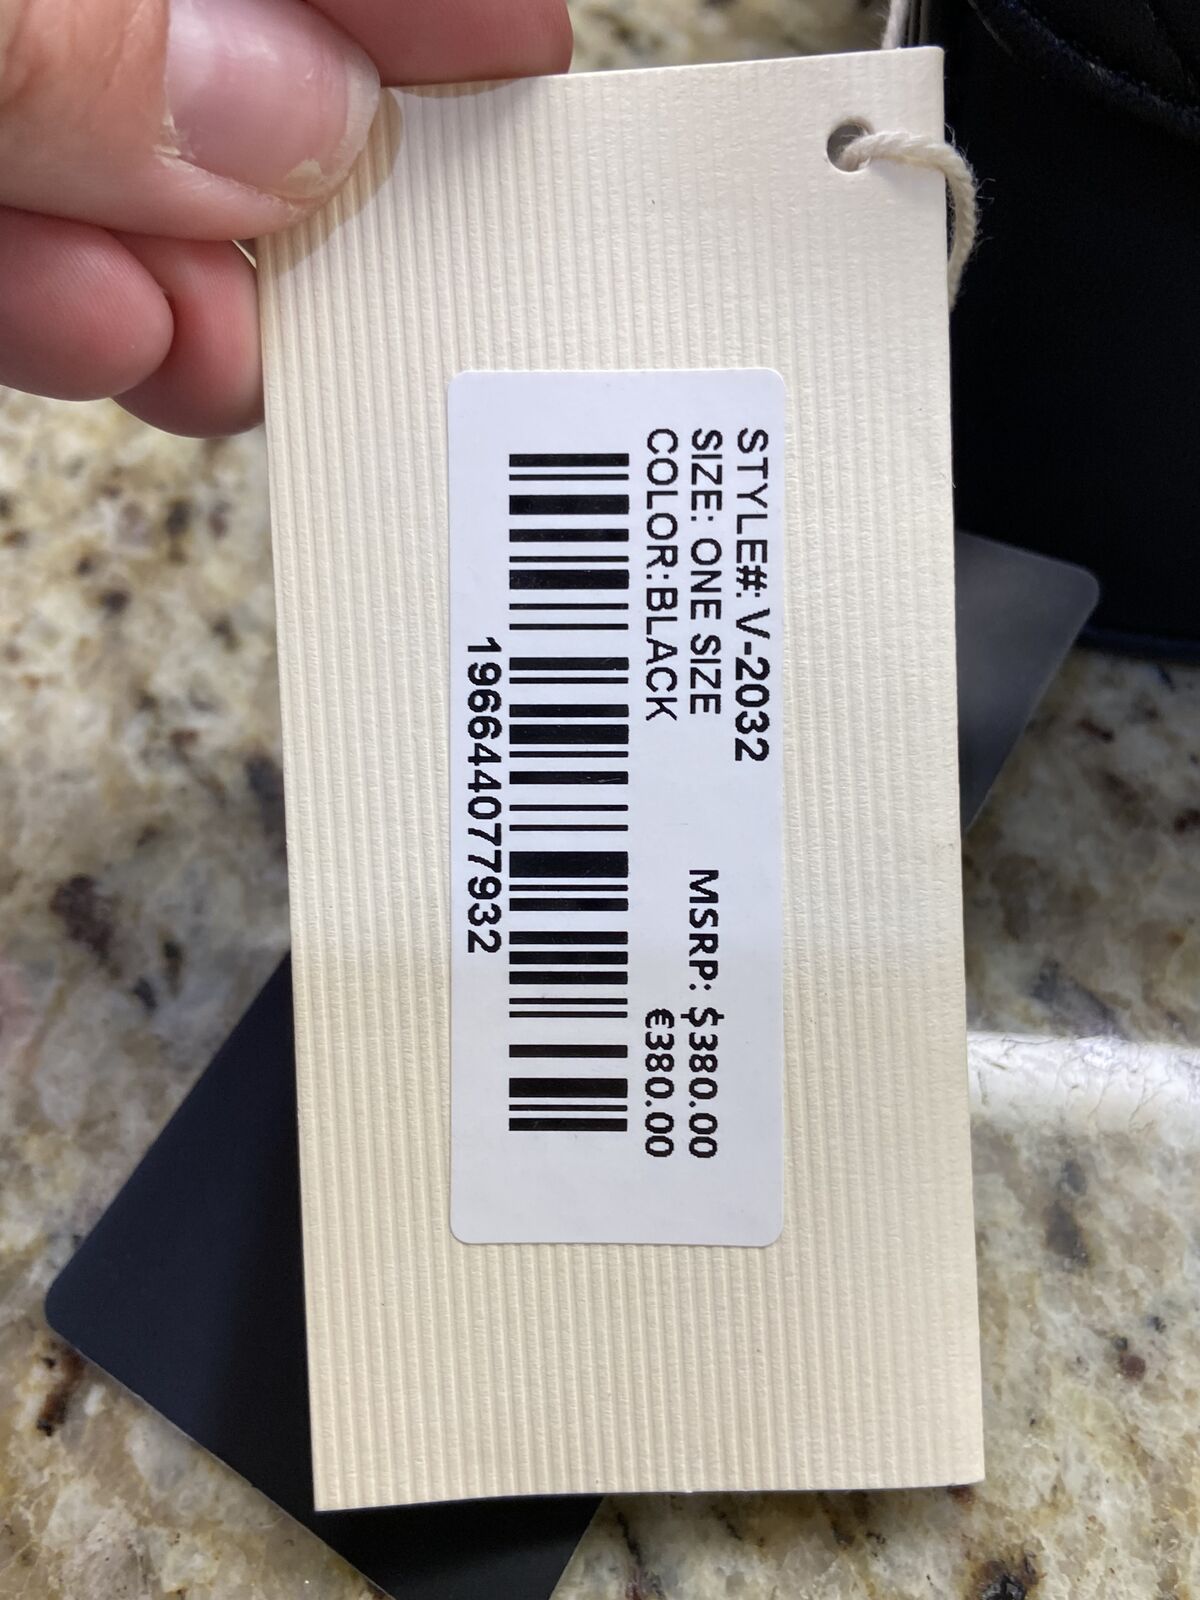 STYLE#: V-2032
SIZE: ONE SIZE MSRP: $380.00
COLOR:BLACK €380.00
196644077932